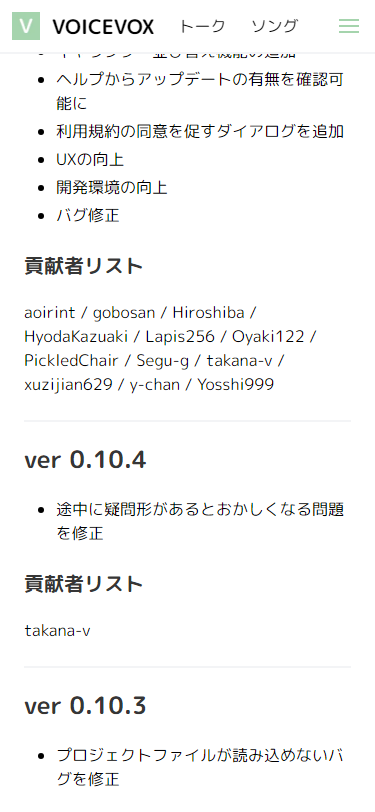 V VOICEVOX トーク ソング
ヘルプからアップデートの有無を確認可
能に
利用規約の同意を促すダイアログを追加
UXの向上
開発環境の向上
バグ修正
貢献者リスト
aoirint / gobosan / Hiroshiba /
HyodaKazuaki / Lapis256 / Oyaki122 /
PickledChair / Segu-g / takana-v /
xuzijian629 / y-chan / Yosshi999
ver 0.10.4
途中に疑問形があるとおかしくなる問題
を修正
貢献者リスト
takana-v
ver 0.10.3
プロジェクトファイルが読み込めないバ
グを修正